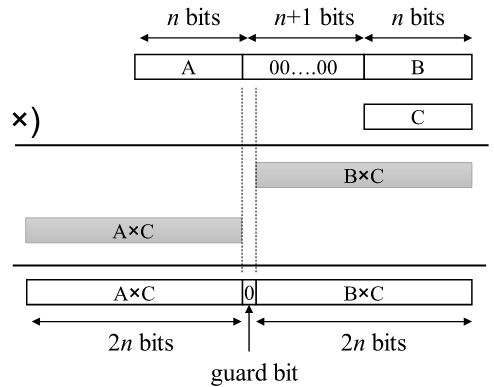 n bits n+1 bits n bits
A 00....00 B
×) C
B×C
A×C
A×C 0 B×C
2n bits 2n bits
guard bit